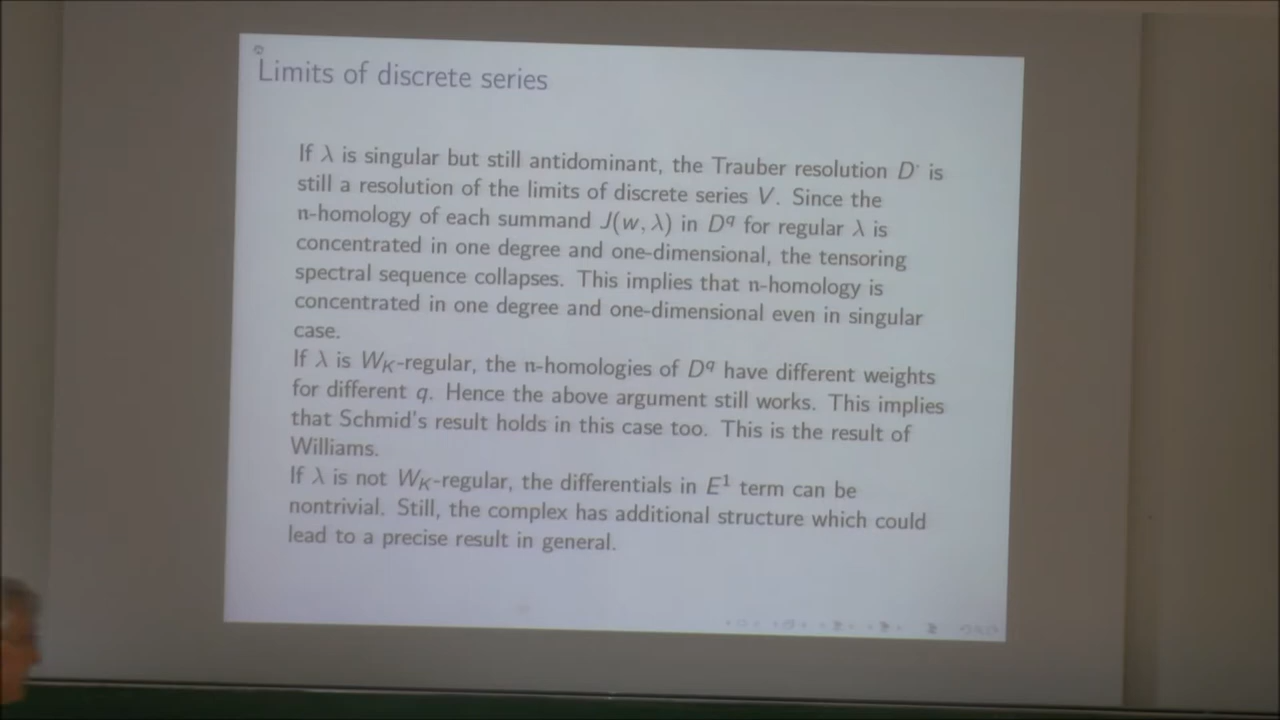 Limits of discrete series
If λ is singular but still antidominant, the Trauber resolution D˙ is
still a resolution of the limits of discrete series V. Since the
𝔫-homology of each summand J(w, λ) in D^q for regular λ is
concentrated in one degree and one-dimensional, the tensoring
spectral sequence collapses. This implies that 𝔫-homology is
concentrated in one degree and one-dimensional even in singular
case.
If λ is W_K-regular, the 𝔫-homologies of D^q have different weights
for different q. Hence the above argument still works. This implies
that Schmid's result holds in this case too. This is the result of
Williams.
If λ is not W_K-regular, the differentials in E^1 term can be
nontrivial. Still, the complex has additional structure which could
lead to a precise result in general.